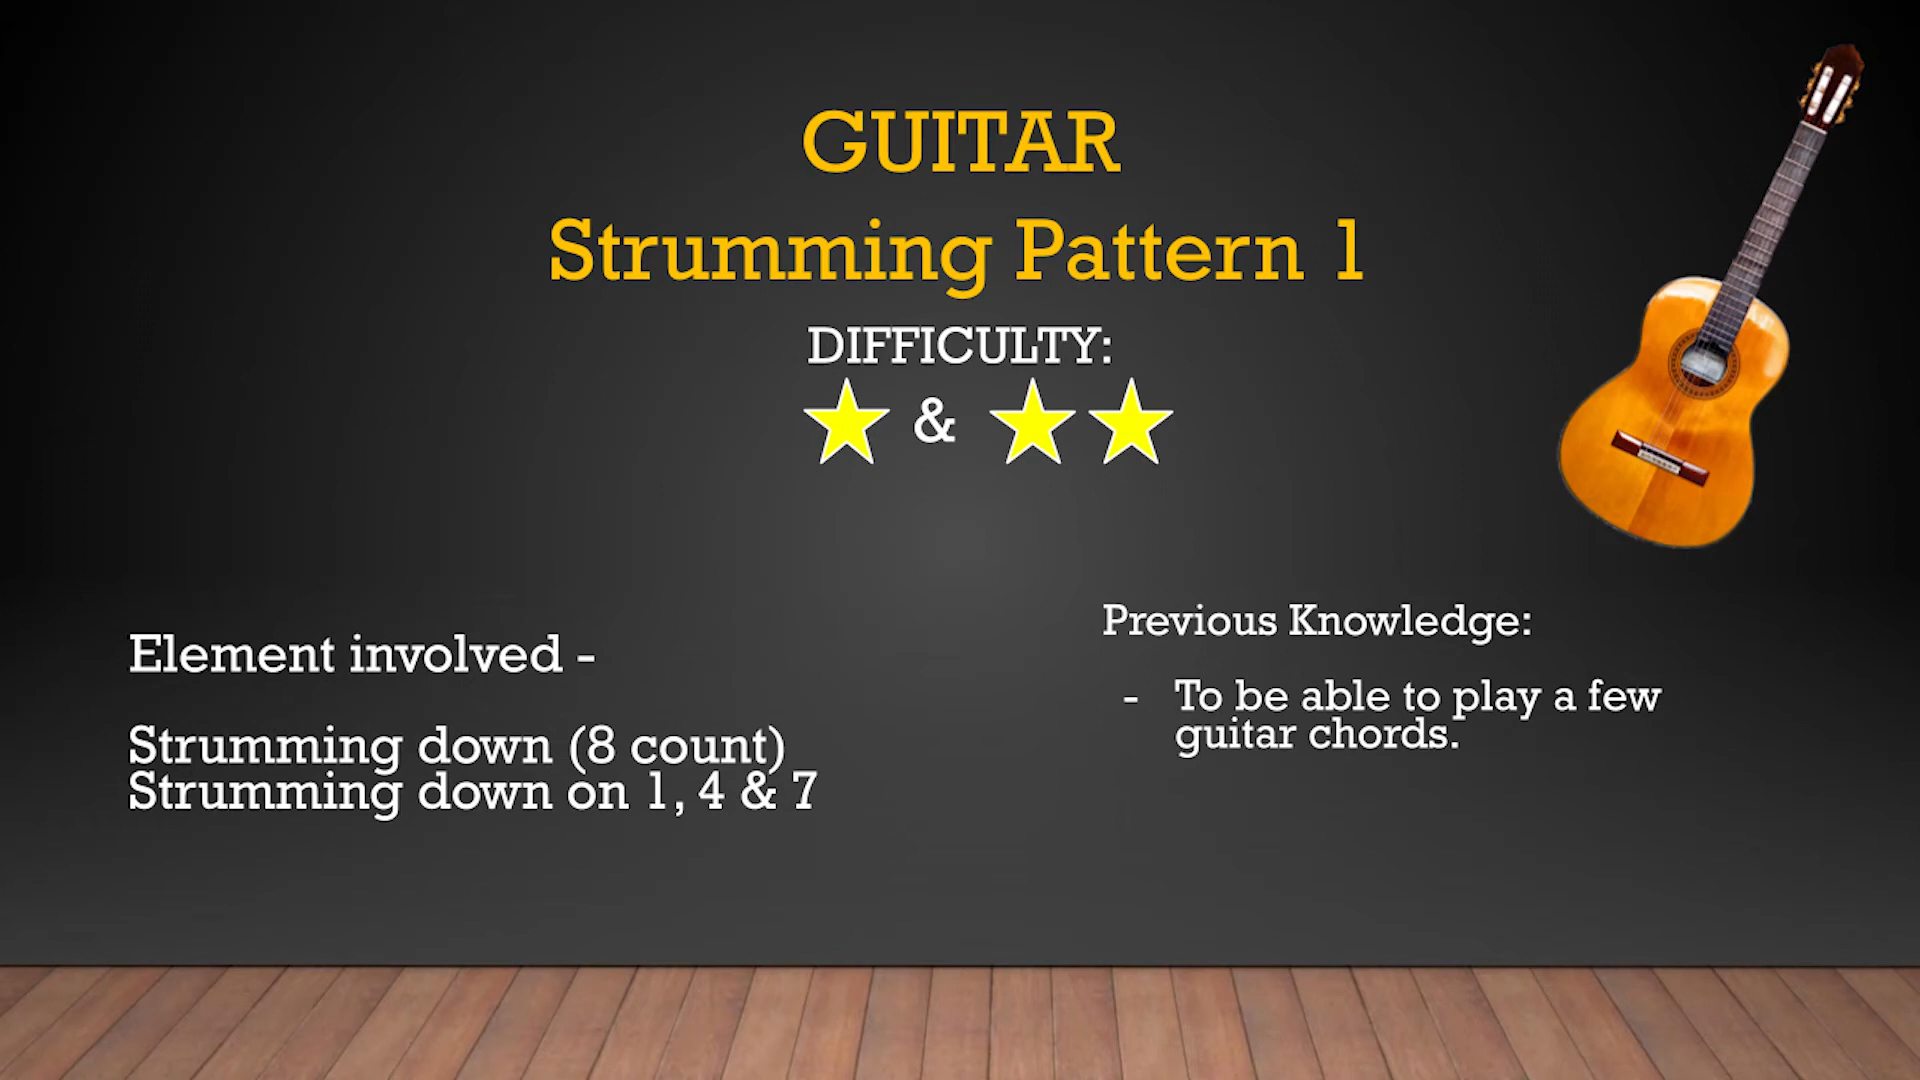 GUITAR
Strumming Pattern 1
DIFFICULTY:
&
Element involved -
Strumming down (8 count)
Strumming down on 1, 4 & 7
Previous Knowledge:
- To be able to play a few
guitar chords.